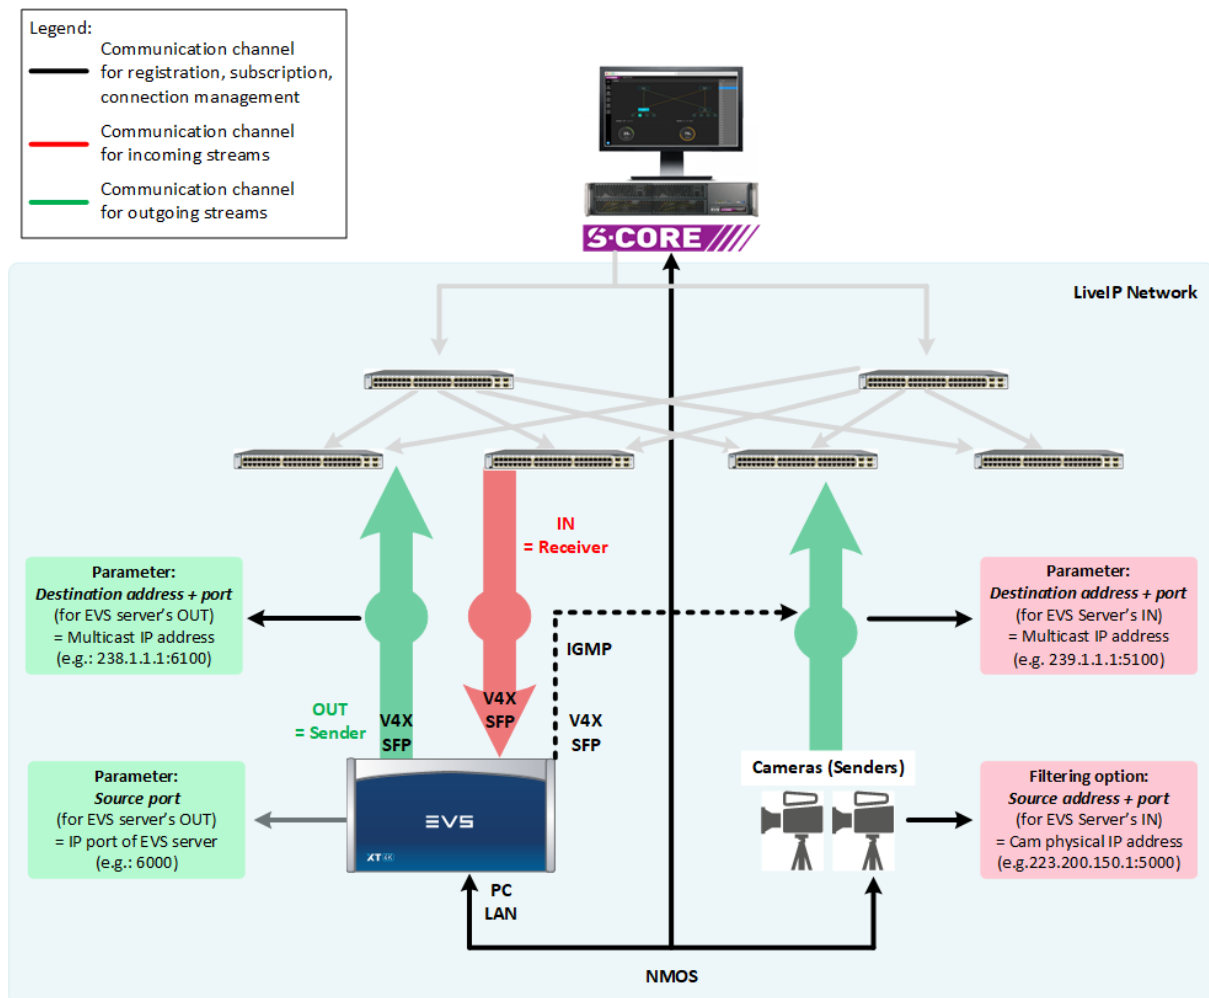 Legend:
Communication channel
for registration, subscription,
connection management
Communication channel
for incoming streams
Communication channel
for outgoing streams
S-CORE
LiveIP Network
IN
= Receiver
Parameter:
Destination address + port
(for EVS server's OUT)
= Multicast IP address
(e.g.: 238.1.1.1:6100)
Parameter:
Destination address + port
(for EVS Server's IN)
= Multicast IP address
(e.g. 239.1.1.1:5100)
IGMP
OUT
= Sender
V4X
SFP
V4X
SFP
V4X
SFP
Cameras (Senders)
Parameter:
Source port
(for EVS server's OUT)
= IP port of EVS server
(e.g.: 6000)
EVS
XT 4K
Filtering option:
Source address + port
(for EVS Server's IN)
= Cam physical IP address
(e.g.223.200.150.1:5000)
PC
LAN
NMOS